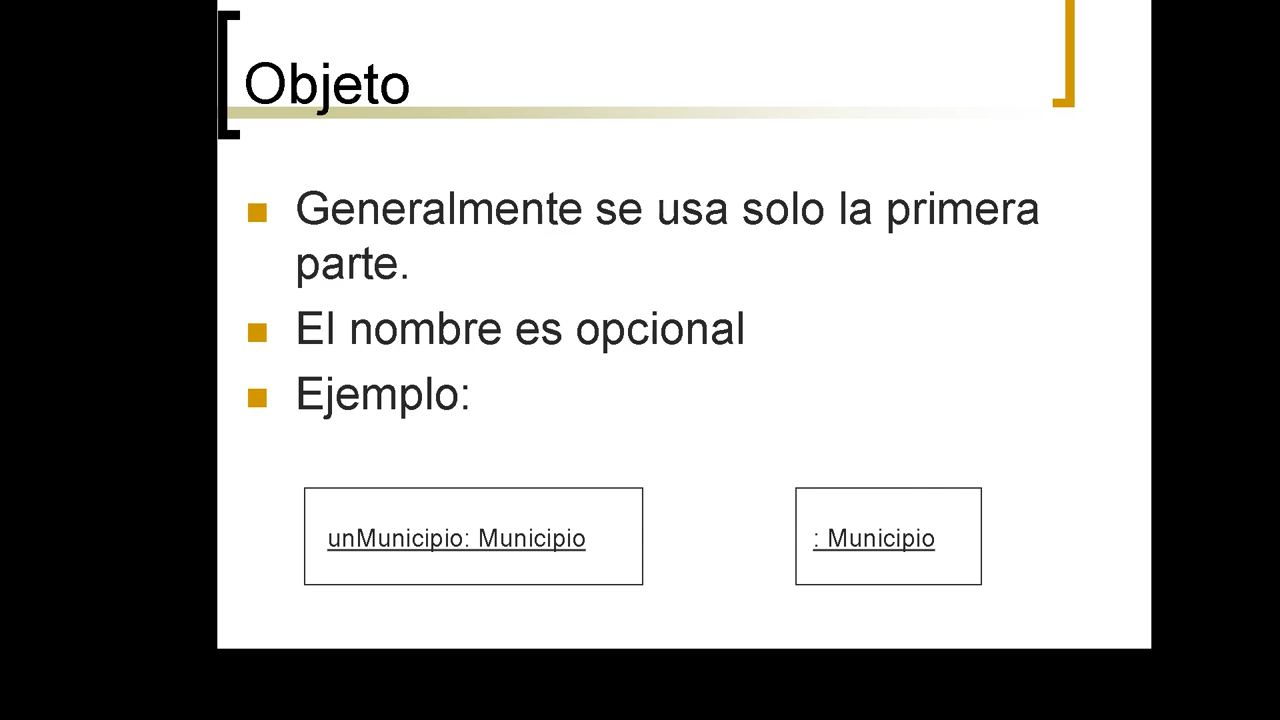 Objeto
Generalmente se usa solo la primera
parte.
El nombre es opcional
Ejemplo:
unMunicipio: Municipio
: Municipio